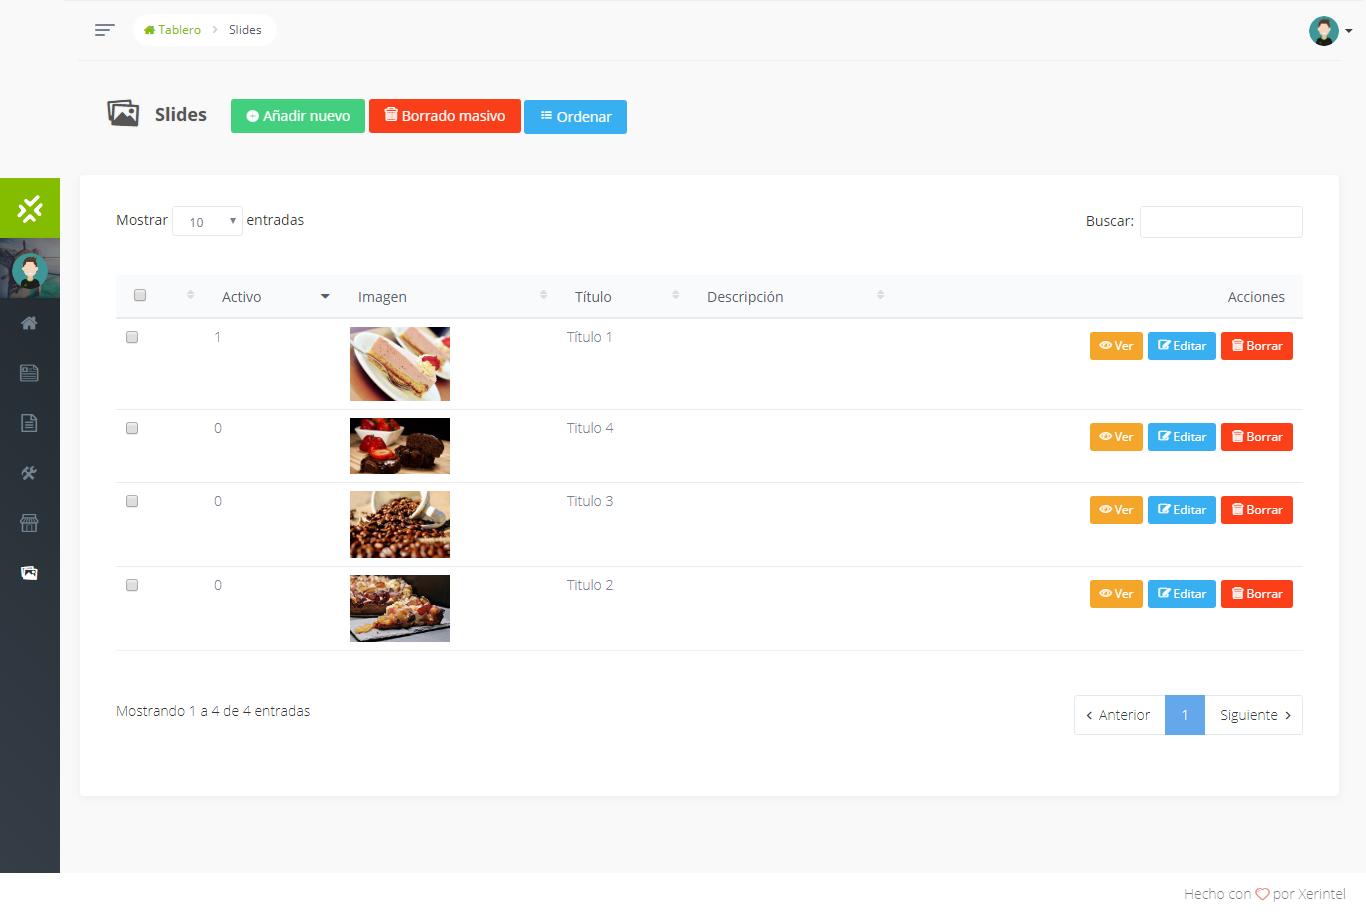 Tablero > Slides
Slides Añadir nuevo Borrado masivo Ordenar
Mostrar 10 entradas Buscar:
Activo Imagen Título Descripción Acciones
1 Título 1 Ver Editar Borrar
0 Titulo 4 Ver Editar Borrar
0 Titulo 3 Ver Editar Borrar
0 Titulo 2 Ver Editar Borrar
Mostrando 1 a 4 de 4 entradas ‹ Anterior 1 Siguiente ›
Hecho con ♡ por Xerintel